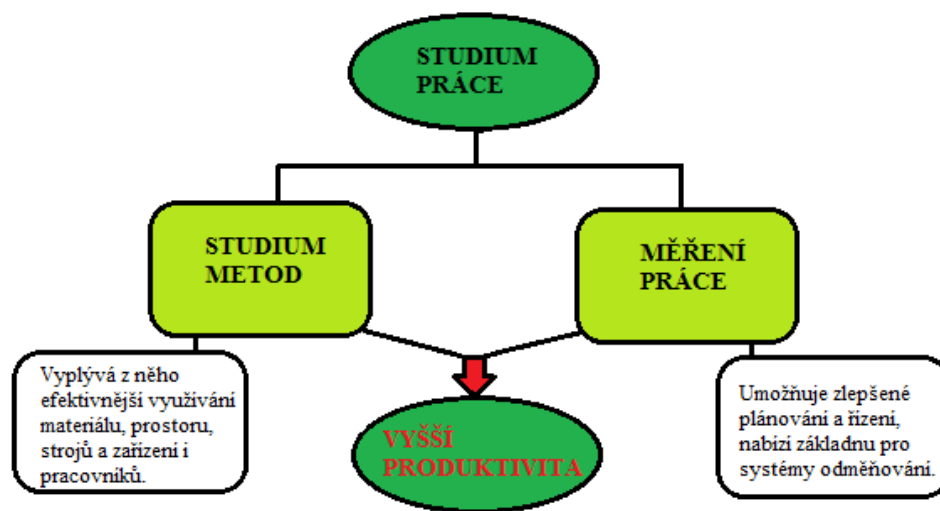 STUDIUM
PRÁCE
STUDIUM
METOD
MĚŘENÍ
PRÁCE
Vyplývá z něho
efektivnější využívání
materiálu, prostoru,
strojů a zařízení i
pracovníků.
VYŠŠÍ
PRODUKTIVITA
Umožňuje zlepšené
plánování a řízení,
nabízí základnu pro
systémy odměňování.